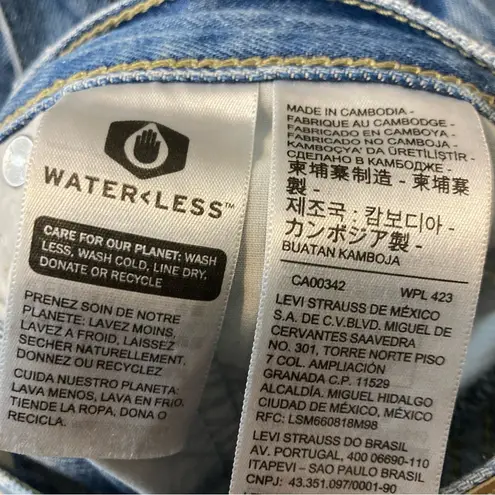 WATER<LESS™
CARE FOR OUR PLANET: WASH
LESS, WASH COLD, LINE DRY,
DONATE OR RECYCLE
PRENEZ SOIN DE NOTRE
PLANETE: LAVEZ MOINS,
LAVEZ A FROID, LAISSEZ
SECHER NATURELLEMENT,
DONNEZ OU RECYCLEZ
CUIDA NUESTRO PLANETA:
LAVA MENOS, LAVA EN FRIO,
TIENDE LA ROPA, DONA O
RECICLA.
MADE IN CAMBODIA -
FABRIQUE AU CAMBODGE -
FABRICADO EN CAMBOYA -
FABRICADO NO CAMBOJA -
KAMBOÇYA' DA ÜRETİLİŞTİR -
СДЕЛАНО В КАМБОДЖЕ -
柬埔寨制造 - 柬埔寨
製 -
제조국 : 캄보디아 -
カンボジア製 -
BUATAN KAMBOJA
CA00342 WPL 423
LEVI STRAUSS DE MÉXICO
S.A. DE C.V.BLVD. MIGUEL DE
CERVANTES SAAVEDRA
NO. 301, TORRE NORTE PISO
7 COL. AMPLIACIÓN
GRANADA C.P. 11529
ALCALDÍA. MIGUEL HIDALGO
CIUDAD DE MÉXICO, MÉXICO
RFC: LSM660818M98
LEVI STRAUSS DO BRASIL
AV. PORTUGAL, 400 06690-110
ITAPEVI - SAO PAULO BRASIL
CNPJ: 43.351.097/0001-90